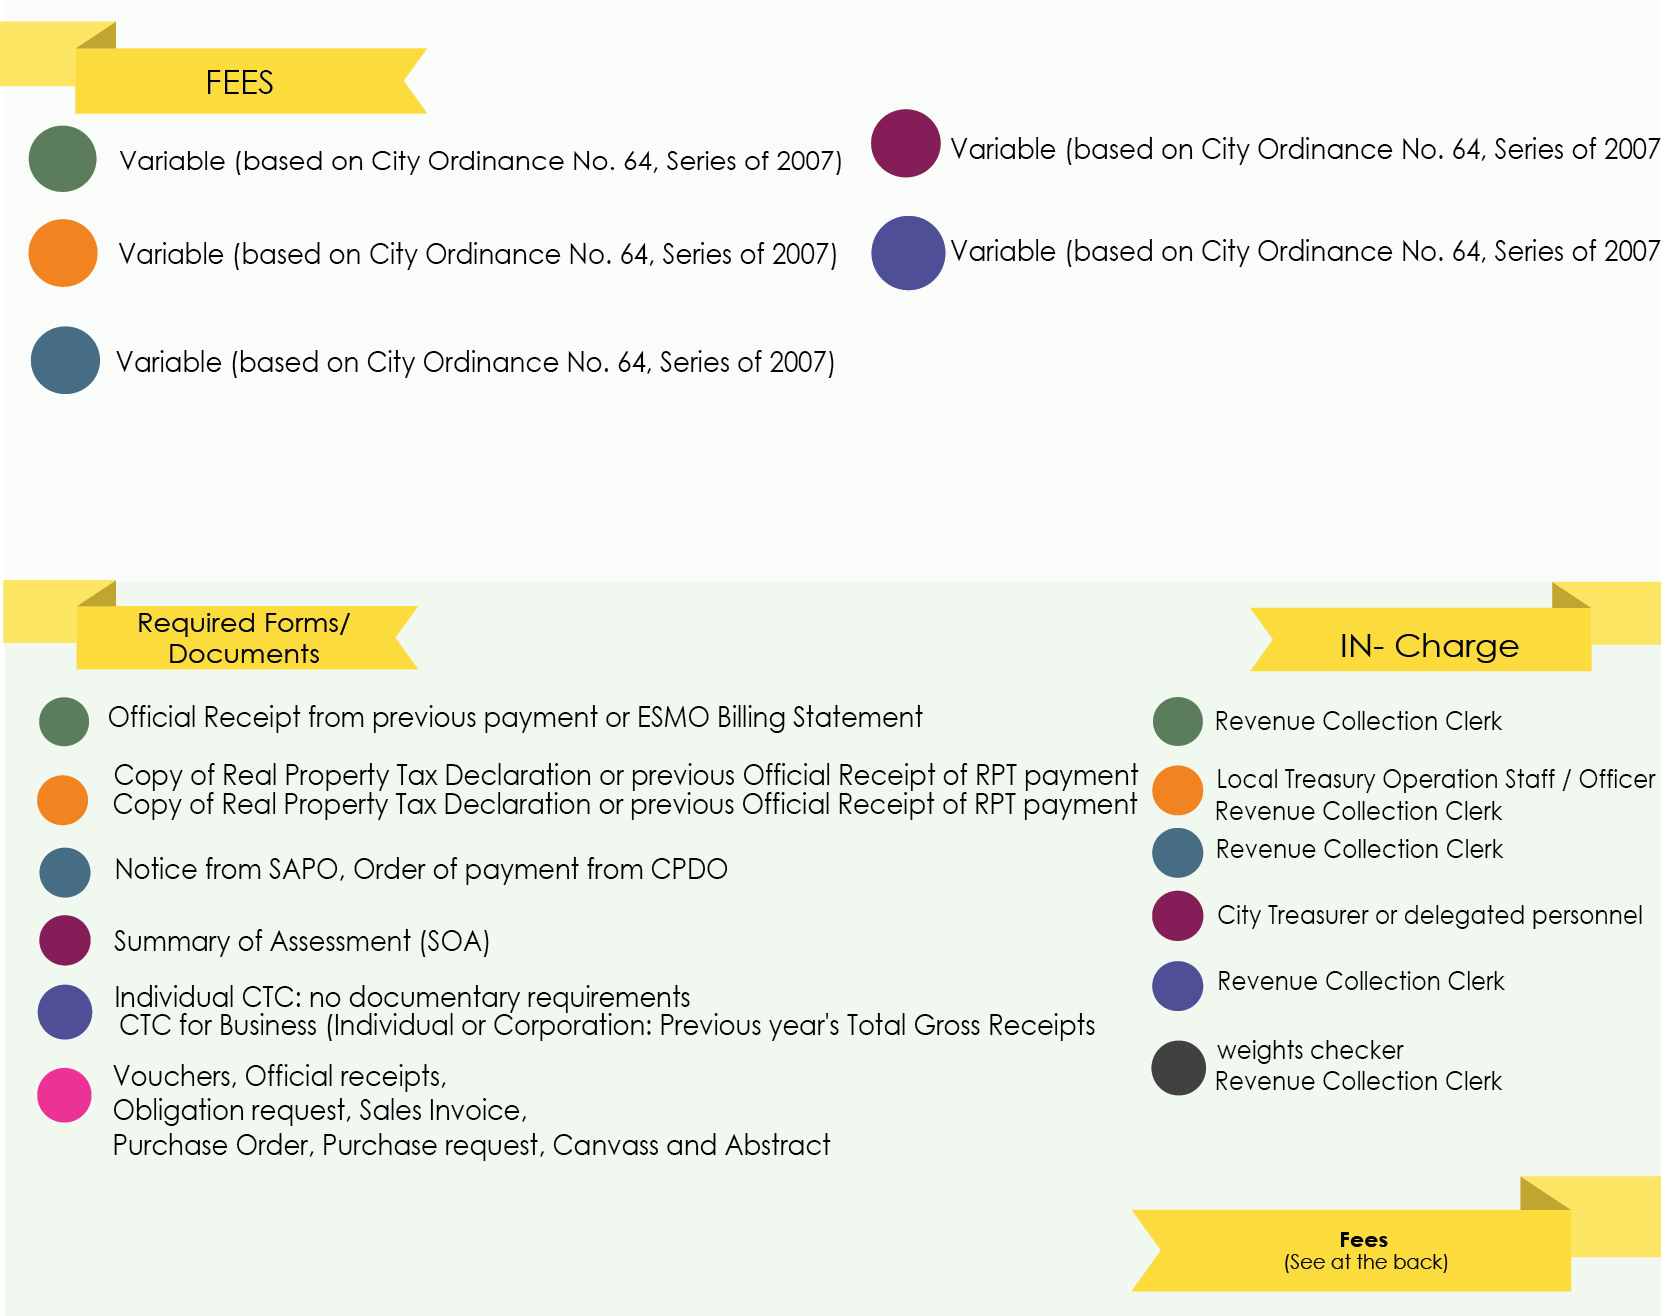 FEES
Variable (based on City Ordinance No. 64, Series of 2007)
Variable (based on City Ordinance No. 64, Series of 2007)
Variable (based on City Ordinance No. 64, Series of 2007)
Variable (based on City Ordinance No. 64, Series of 2007
Variable (based on City Ordinance No. 64, Series of 2007
Required Forms/
Documents
Official Receipt from previous payment or ESMO Billing Statement
Copy of Real Property Tax Declaration or previous Official Receipt of RPT payment
Copy of Real Property Tax Declaration or previous Official Receipt of RPT payment
Notice from SAPO, Order of payment from CPDO
Summary of Assessment (SOA)
Individual CTC: no documentary requirements
CTC for Business (Individual or Corporation: Previous year's Total Gross Receipts
Vouchers, Official receipts,
Obligation request, Sales Invoice,
Purchase Order, Purchase request, Canvass and Abstract
IN- Charge
Revenue Collection Clerk
Local Treasury Operation Staff / Officer
Revenue Collection Clerk
Revenue Collection Clerk
City Treasurer or delegated personnel
Revenue Collection Clerk
weights checker
Revenue Collection Clerk
Fees
(See at the back)